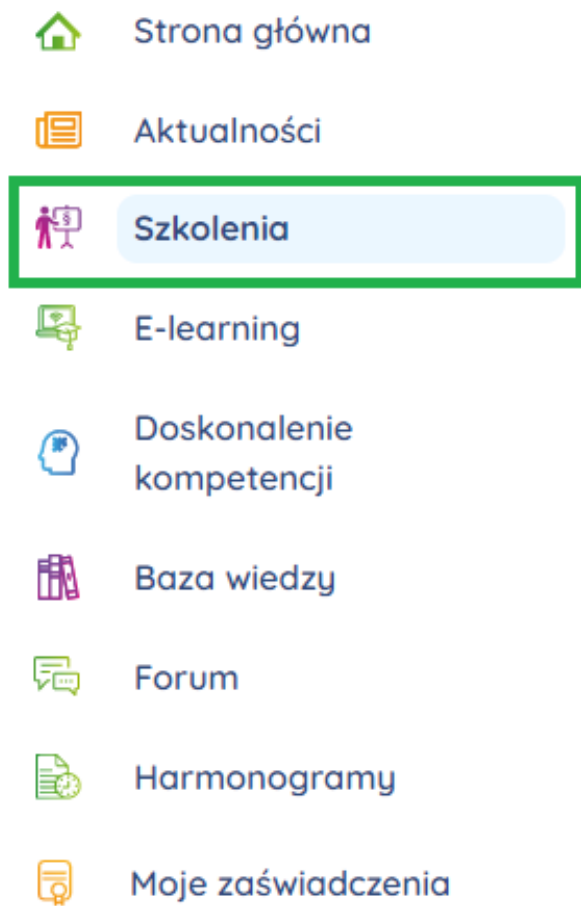 Strona główna
Aktualności
Szkolenia
E-learning
Doskonalenie
kompetencji
Baza wiedzy
Forum
Harmonogramy
Moje zaświadczenia